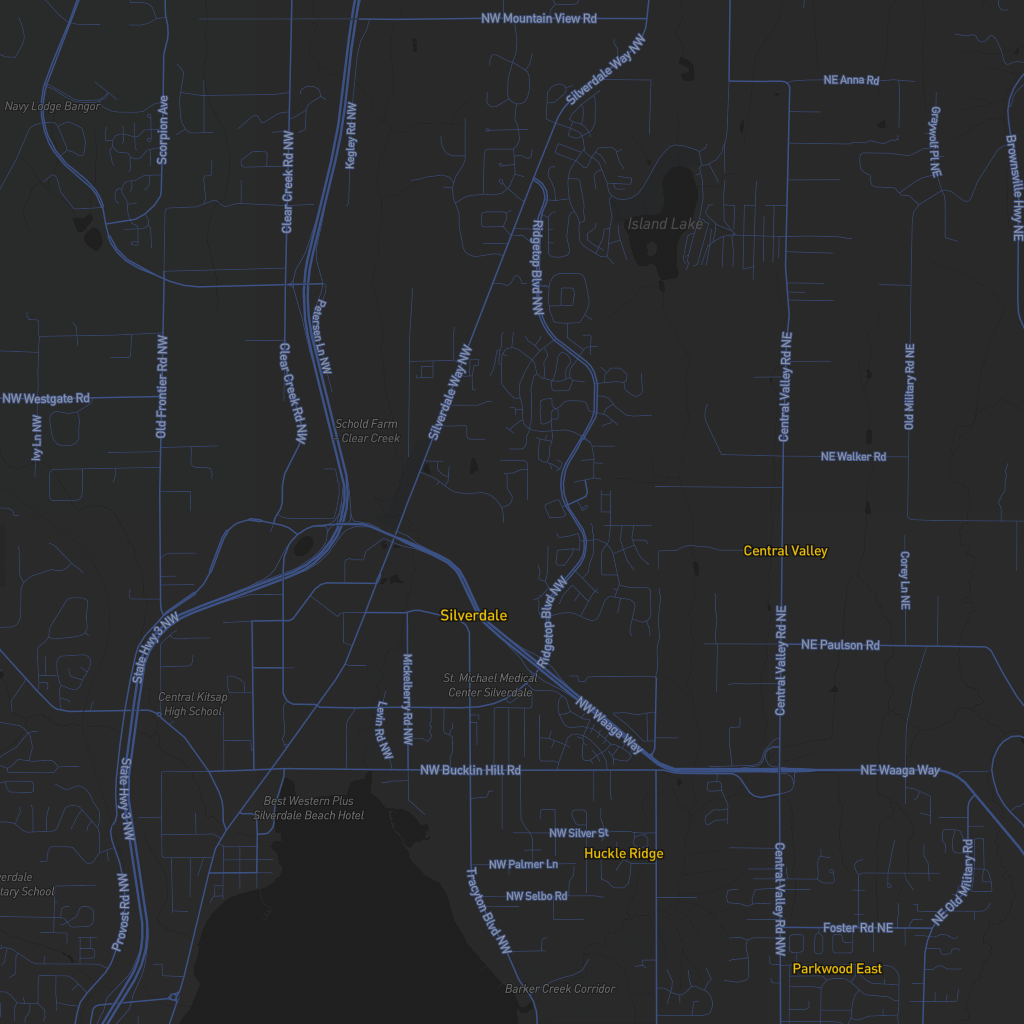 NW Mountain View Rd
Silverdale Way NW
NE Anna Rd
Navy Lodge Bangor
Scorpion Ave
Kegley Rd NW
Clear Creek Rd NW
Graywolf Pl NE
Brownsville Hwy NE
Island Lake
Ridgetop Blvd NW
Petersen Ln NW
Old Frontier Rd NW
Clear Creek Rd NW
Silverdale Way NW
Central Valley Rd NE
Old Military Rd NE
NW Westgate Rd
Ivy Ln NW
Schold Farm
Clear Creek
NE Walker Rd
Central Valley
Corey Ln NE
Silverdale
Ridgetop Blvd NW
State Hwy 3 NW
Central Valley Rd NE
NE Paulson Rd
Mickelberry Rd NW
St. Michael Medical
Center Silverdale
Central Kitsap
High School
Levin Rd NW
NW Waaga Way
NW Bucklin Hill Rd
NE Waaga Way
State Hwy 3 NW
Best Western Plus
Silverdale Beach Hotel
NW Silver St
Huckle Ridge
NW Palmer Ln
NW Selbo Rd
Tracyton Blvd NW
Central Valley Rd NW
NE Old Military Rd
Foster Rd NE
Provost Rd NW
verdale
tary School
Parkwood East
Barker Creek Corridor